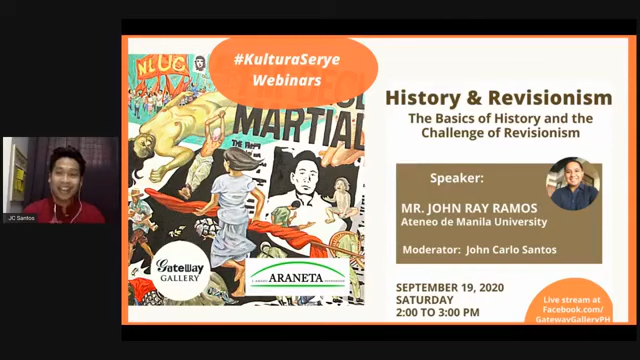 #KulturaSerye
Webinars
NLUC
MARTIAL
History & Revisionism
The Basics of History and the
Challenge of Revisionism
Speaker:
MR. JOHN RAY RAMOS
Ateneo de Manila University
Moderator: John Carlo Santos
JC Santos
GateWay
GALLERY
ARANETA
SEPTEMBER 19, 2020
SATURDAY
2:00 TO 3:00 PM
Live stream at
Facebook.com/
GatewayGalleryPH